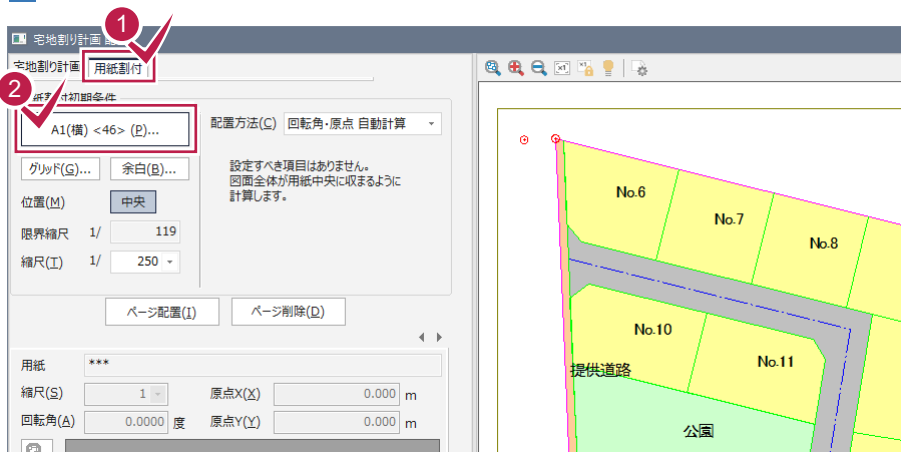 1
宅地割り計画
宅地割り計画 用紙割付
2
紙割付初期条件
A1(横) <46> (P)...
配置方法(C) 回転角・原点 自動計算
グリッド(G)... 余白(B)...
設定すべき項目はありません。
図面全体が用紙中央に収まるように
計算します。
位置(M) 中央
限界縮尺 1/ 119
縮尺(T) 1/ 250
ページ配置(I) ページ削除(D)
用紙 ***
縮尺(S) 1 原点X(X) 0.000 m
回転角(A) 0.0000 度 原点Y(Y) 0.000 m
No.6
No.7
No.8
No.10
No.11
提供道路
公園